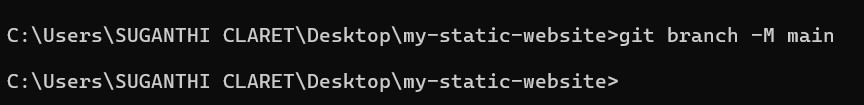 C:\Users\SUGANTHI CLARET\Desktop\my-static-website>git branch -M main
C:\Users\SUGANTHI CLARET\Desktop\my-static-website>